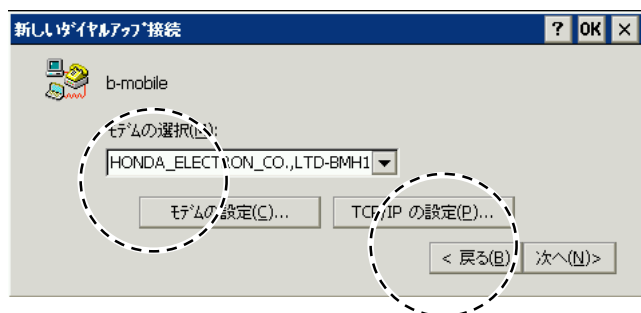 新しいﾀﾞｲﾔﾙｱｯﾌﾟ接続 ? OK ×
b-mobile
ﾓﾃﾞﾑの選択(M):
HONDA_ELECTRON_CO.,LTD-BMH1
ﾓﾃﾞﾑの設定(C)... TCP/IP の設定(P)...
< 戻る(B) 次へ(N)>